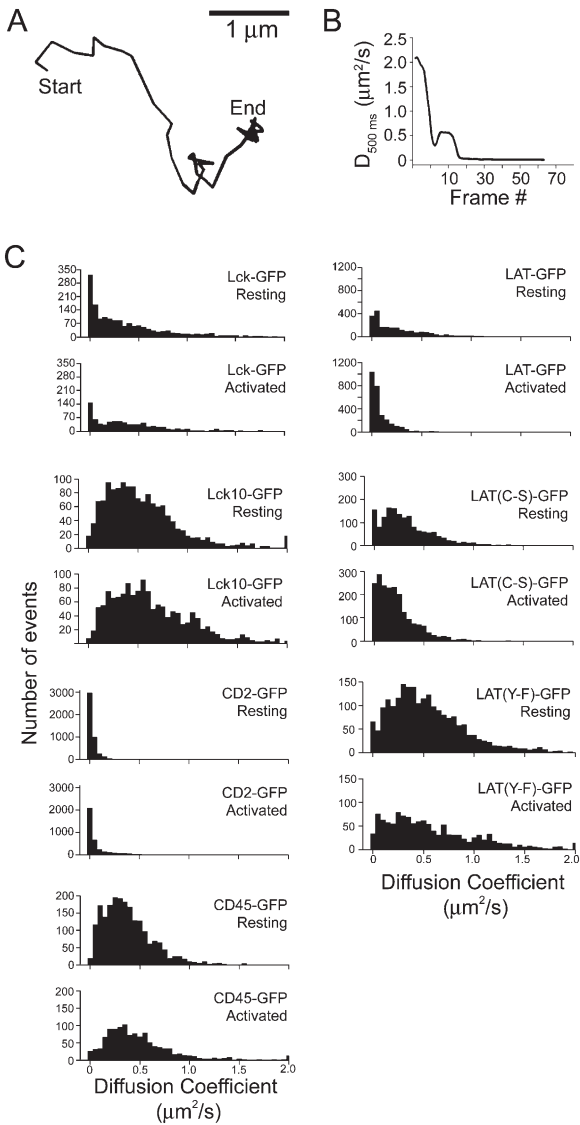 A
1 μm
Start
End
B
D500 ms (μm2/s)
2.5
2.0
1.5
1.0
0.5
0
10 30 50 70
Frame #
C
Number of events
350
280
210
140
70
0
Lck-GFP
Resting
350
280
210
140
70
0
Lck-GFP
Activated
100
80
60
40
20
0
Lck10-GFP
Resting
100
80
60
40
20
Lck10-GFP
Activated
3000
2000
1000
0
CD2-GFP
Resting
3000
2000
1000
0
CD2-GFP
Activated
200
150
100
50
0
CD45-GFP
Resting
200
150
100
50
0
CD45-GFP
Activated
0 0.5 1.0 2.0
Diffusion Coefficient
(μm2/s)
1200
800
400
0
LAT-GFP
Resting
1200
800
400
0
LAT-GFP
Activated
300
200
100
0
LAT(C-S)-GFP
Resting
300
200
100
0
LAT(C-S)-GFP
Activated
150
100
50
0
LAT(Y-F)-GFP
Resting
150
100
50
0
LAT(Y-F)-GFP
Activated
0 0.5 1.0 1.5 2.0
Diffusion Coefficient
(μm2/s)